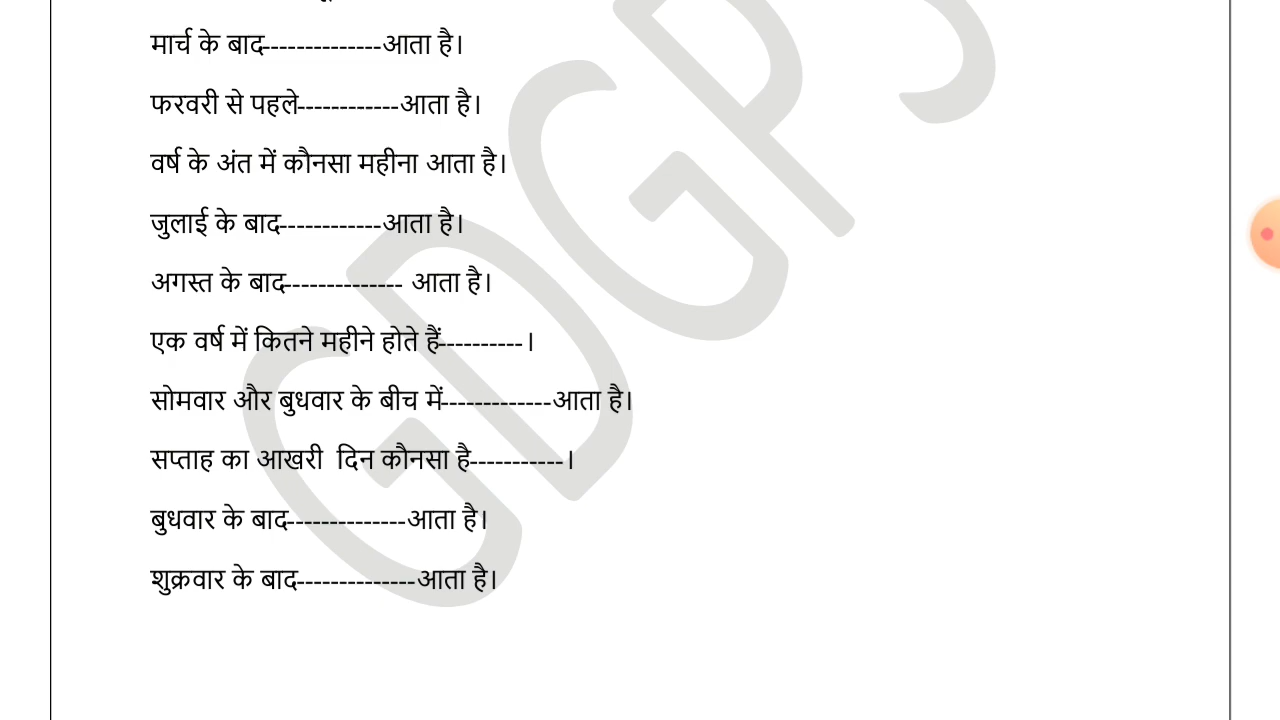 मार्च के बाद--------------आता है।
फरवरी से पहले------------आता है।
वर्ष के अंत में कौनसा महीना आता है।
जुलाई के बाद------------आता है।
अगस्त के बाद-------------- आता है।
एक वर्ष में कितने महीने होते हैं----------।
सोमवार और बुधवार के बीच में-------------आता है।
सप्ताह का आखरी  दिन कौनसा है-----------।
बुधवार के बाद--------------आता है।
शुक्रवार के बाद--------------आता है।
GDGPS